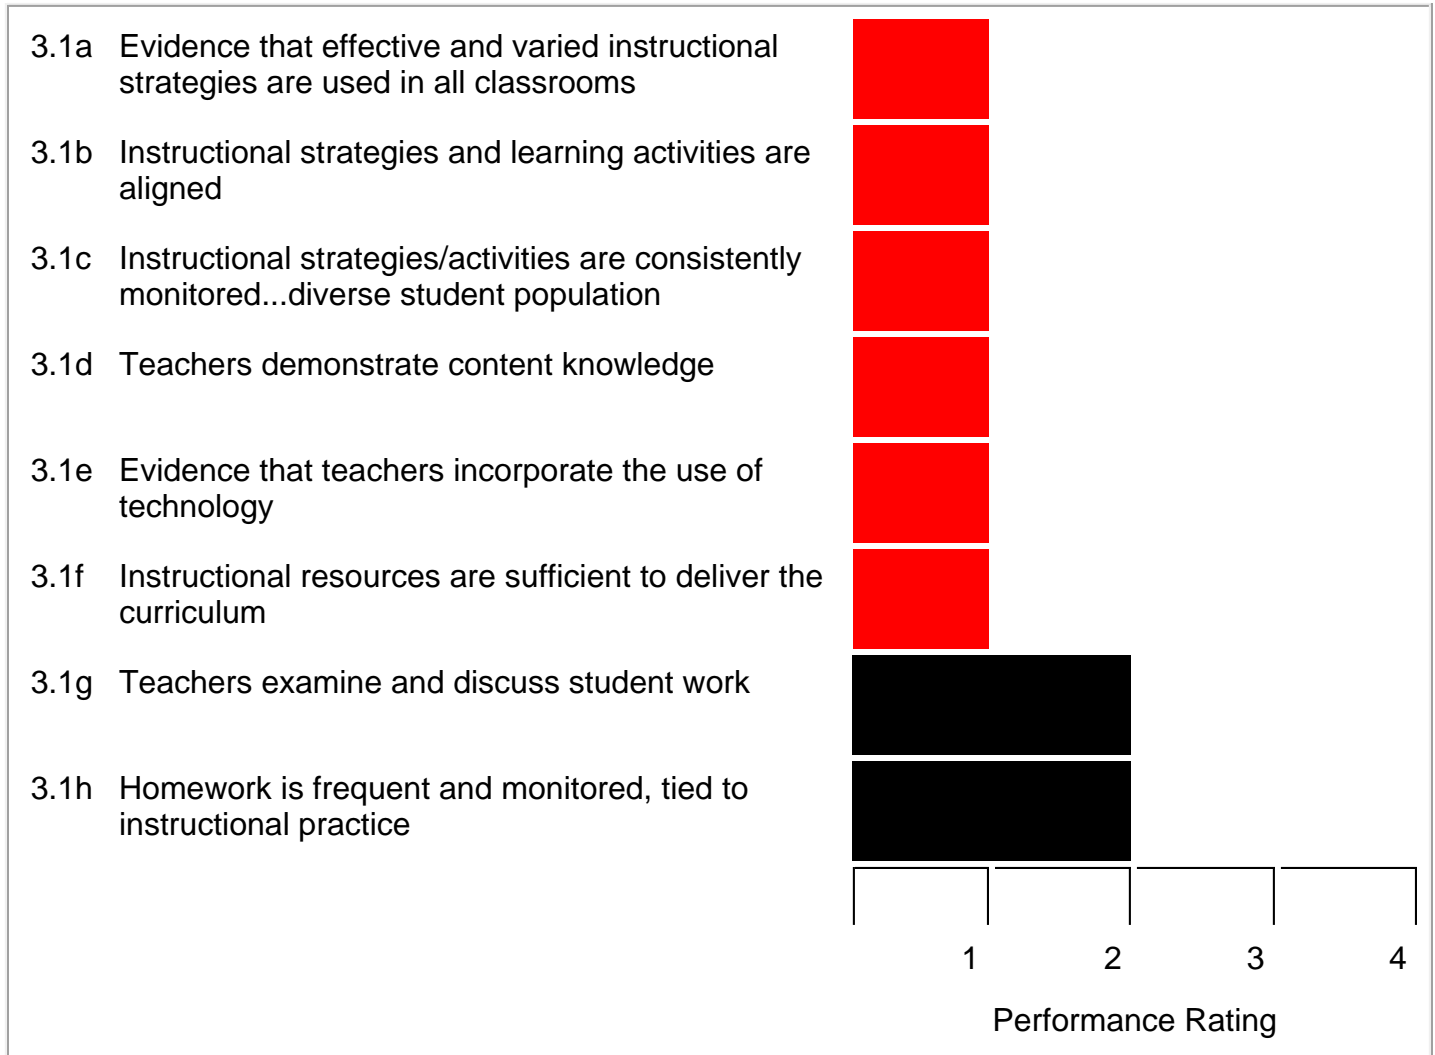 3.1a Evidence that effective and varied instructional
strategies are used in all classrooms
3.1b Instructional strategies and learning activities are
aligned
3.1c Instructional strategies/activities are consistently
monitored...diverse student population
3.1d Teachers demonstrate content knowledge
3.1e Evidence that teachers incorporate the use of
technology
3.1f Instructional resources are sufficient to deliver the
curriculum
3.1g Teachers examine and discuss student work
3.1h Homework is frequent and monitored, tied to
instructional practice
1 2 3 4
Performance Rating